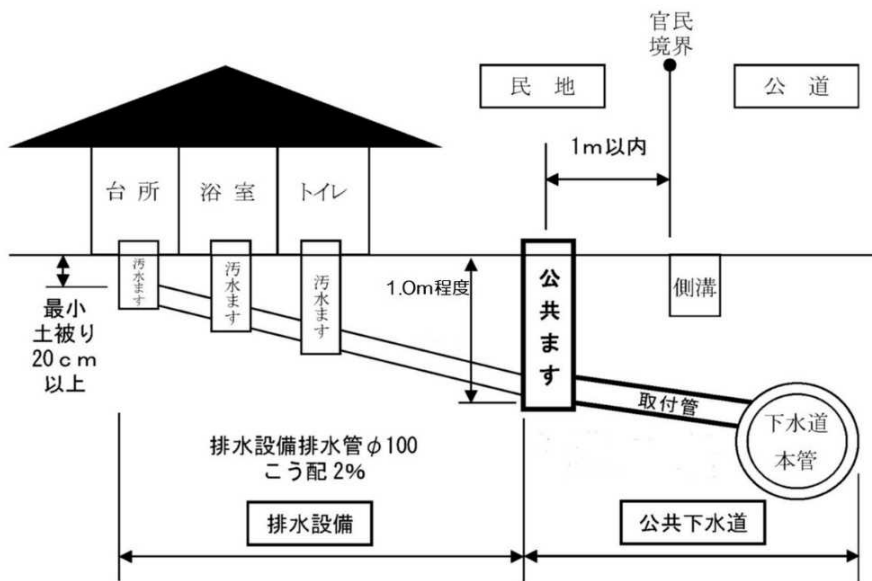 官民
境界
民 地
公 道
1m以内
台 所
浴 室
トイレ
汚水ます
汚水ます
汚水ます
公共ます
側溝
1.0m程度
最小
土被り
20cm
以上
取付管
下水道
本管
排水設備排水管φ100
こう配2%
排水設備
公共下水道